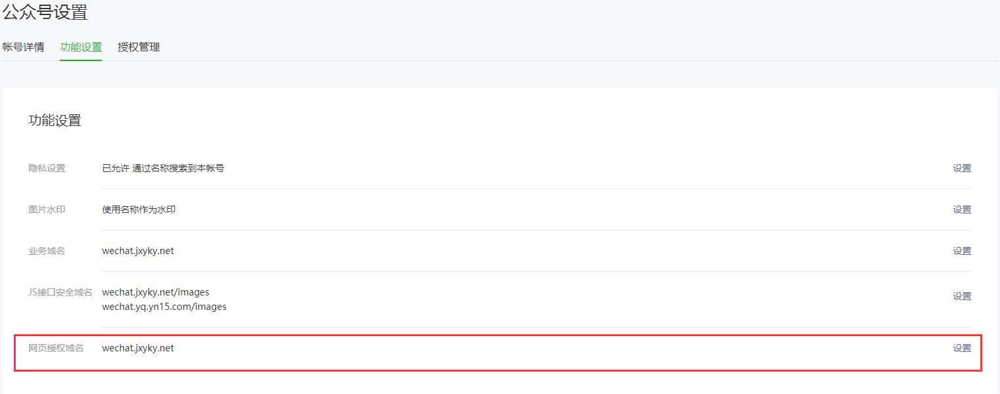 公众号设置
帐号详情 功能设置 授权管理
功能设置
隐私设置 已允许 通过名称搜索到本帐号 设置
图片水印 使用名称作为水印 设置
业务域名 wechat.jxyky.net 设置
JS接口安全域名 wechat.jxyky.net/images 设置
wechat.yq.yn15.com/images
网页授权域名 wechat.jxyky.net 设置